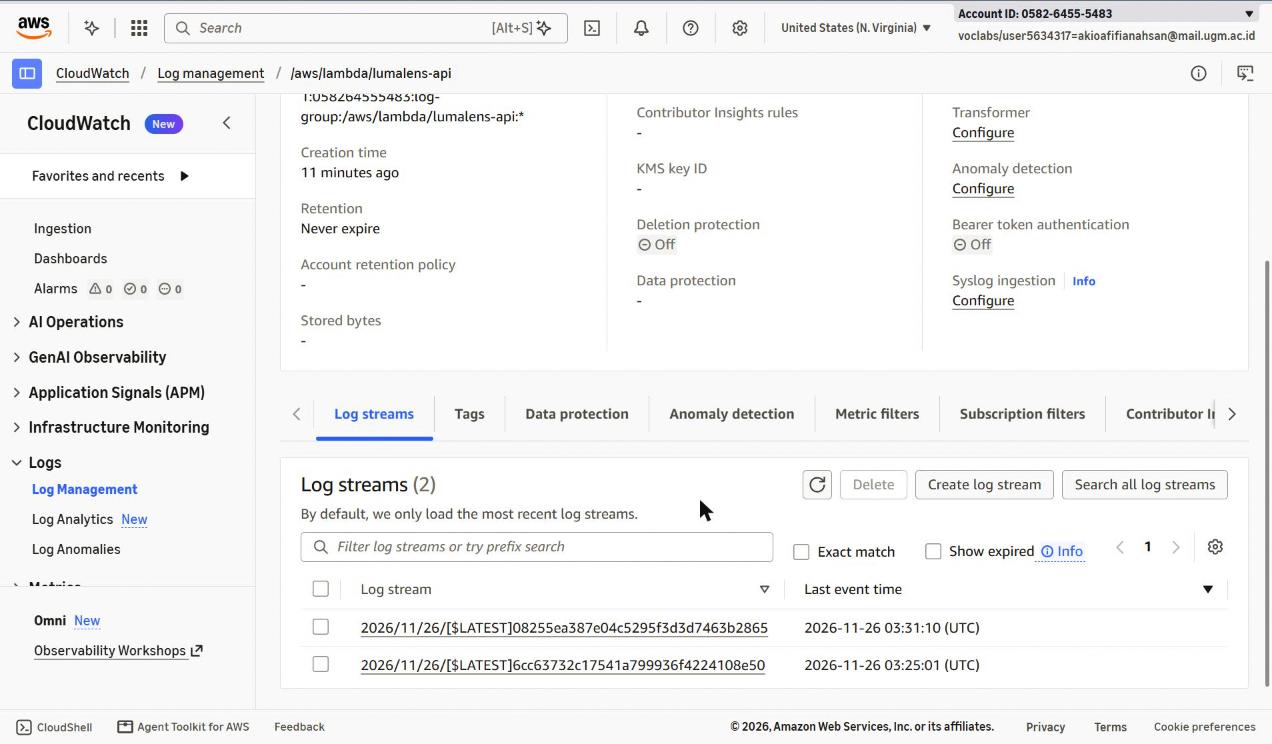 aws
Search
[Alt+S]
United States (N. Virginia)
Account ID: 0582-6455-5483
voclabs/user5634317=akioafifianahsan@mail.ugm.ac.id
CloudWatch / Log management / /aws/lambda/lumalens-api
CloudWatch New
Favorites and recents
Ingestion
Dashboards
Alarms 0 0 0
AI Operations
GenAI Observability
Application Signals (APM)
Infrastructure Monitoring
Logs
Log Management
Log Analytics New
Log Anomalies
Metrics
Omni New
Observability Workshops
1:058264555483:log-
group:/aws/lambda/lumalens-api:*
Creation time
11 minutes ago
Retention
Never expire
Account retention policy
-
Stored bytes
-
Contributor Insights rules
-
KMS key ID
-
Deletion protection
Off
Data protection
-
Transformer
Configure
Anomaly detection
Configure
Bearer token authentication
Off
Syslog ingestion Info
Configure
Log streams Tags Data protection Anomaly detection Metric filters Subscription filters Contributor In
Log streams (2)
Delete Create log stream Search all log streams
By default, we only load the most recent log streams.
Filter log streams or try prefix search
Exact match Show expired Info 1
Log stream Last event time
2026/11/26/[$LATEST]08255ea387e04c5295f3d3d7463b2865 2026-11-26 03:31:10 (UTC)
2026/11/26/[$LATEST]6cc63732c17541a799936f4224108e50 2026-11-26 03:25:01 (UTC)
CloudShell Agent Toolkit for AWS Feedback © 2026, Amazon Web Services, Inc. or its affiliates. Privacy Terms Cookie preferences